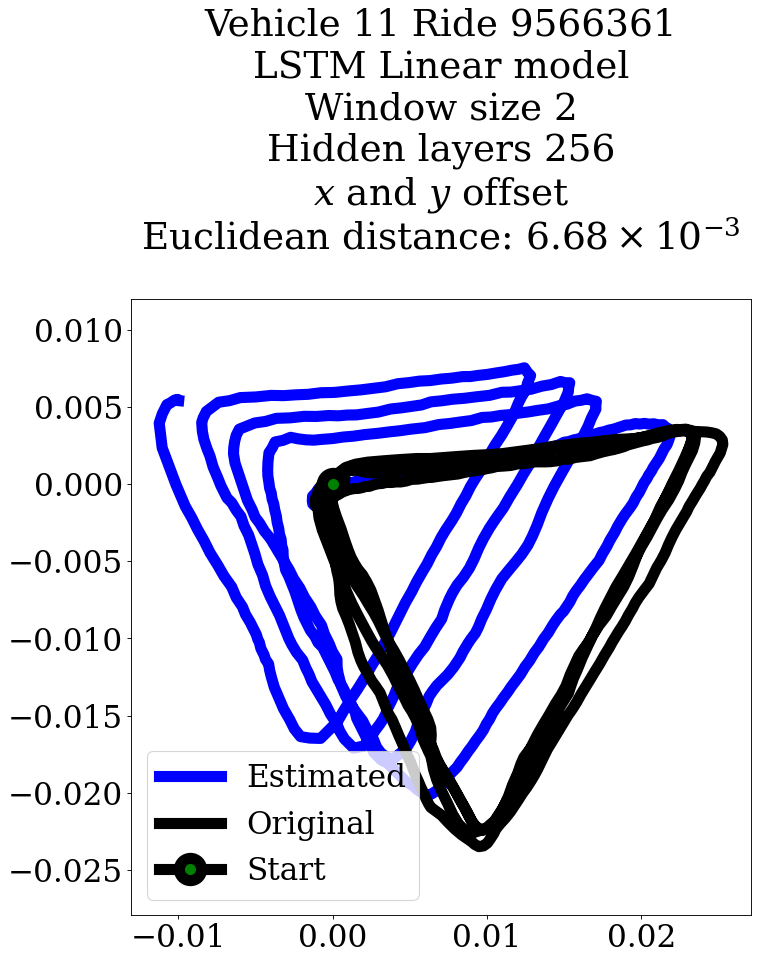 Vehicle 11 Ride 9566361
LSTM Linear model
Window size 2
Hidden layers 256
x and y offset
Euclidean distance: 6.68 × 10⁻³
0.010
0.005
0.000
−0.005
−0.010
−0.015
−0.020
−0.025
Estimated
Original
Start
−0.01 0.00 0.01 0.02